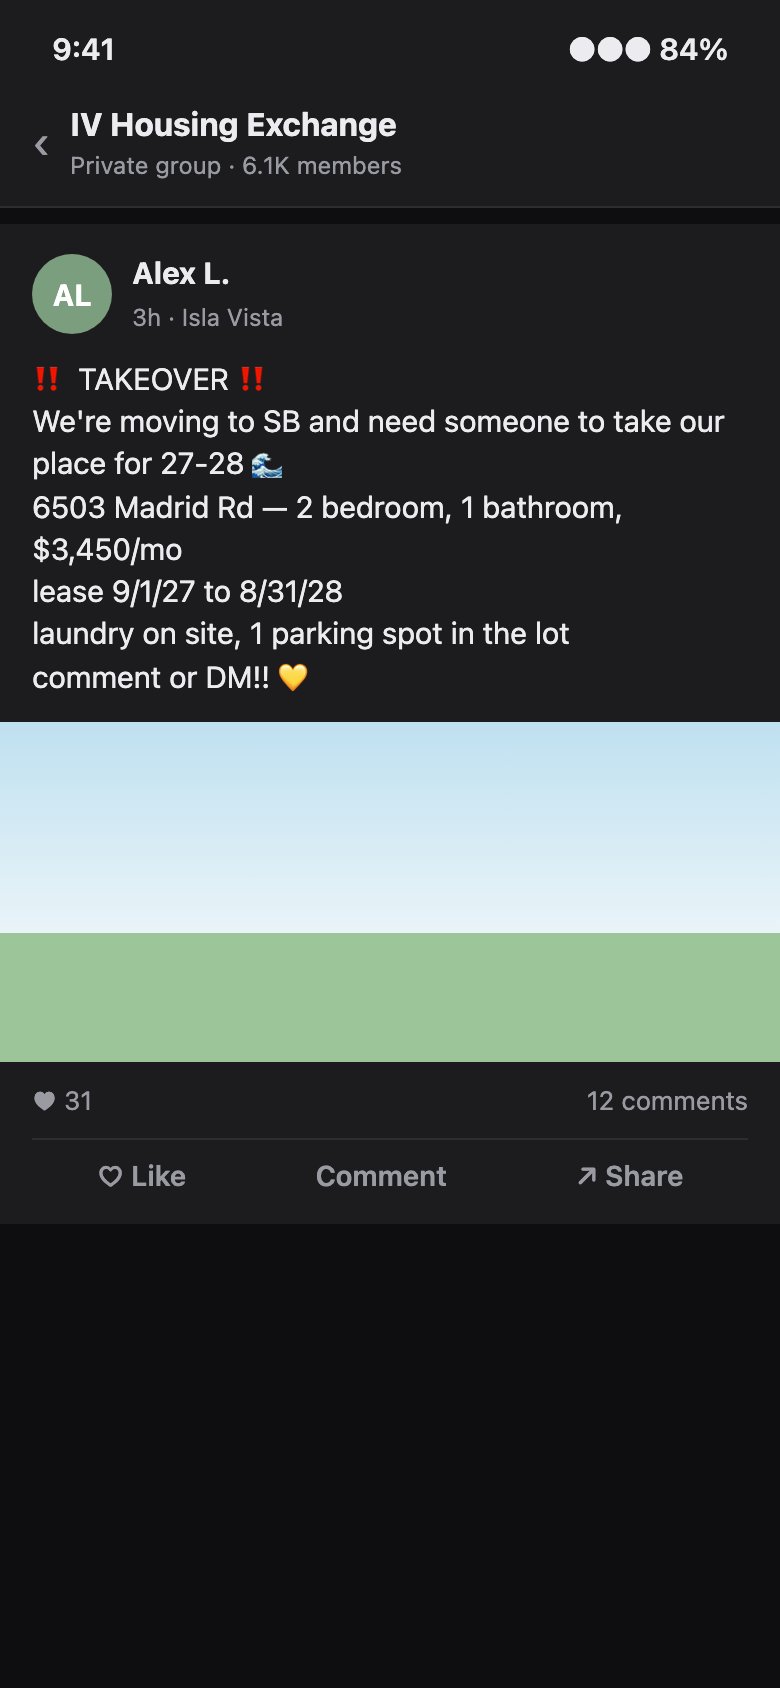 9:41
84%
IV Housing Exchange
Private group · 6.1K members
AL
Alex L.
3h · Isla Vista
‼️ TAKEOVER ‼️
We're moving to SB and need someone to take our
place for 27-28 🌊
6503 Madrid Rd — 2 bedroom, 1 bathroom,
$3,450/mo
lease 9/1/27 to 8/31/28
laundry on site, 1 parking spot in the lot
comment or DM!! 💛
31
12 comments
Like
Comment
Share